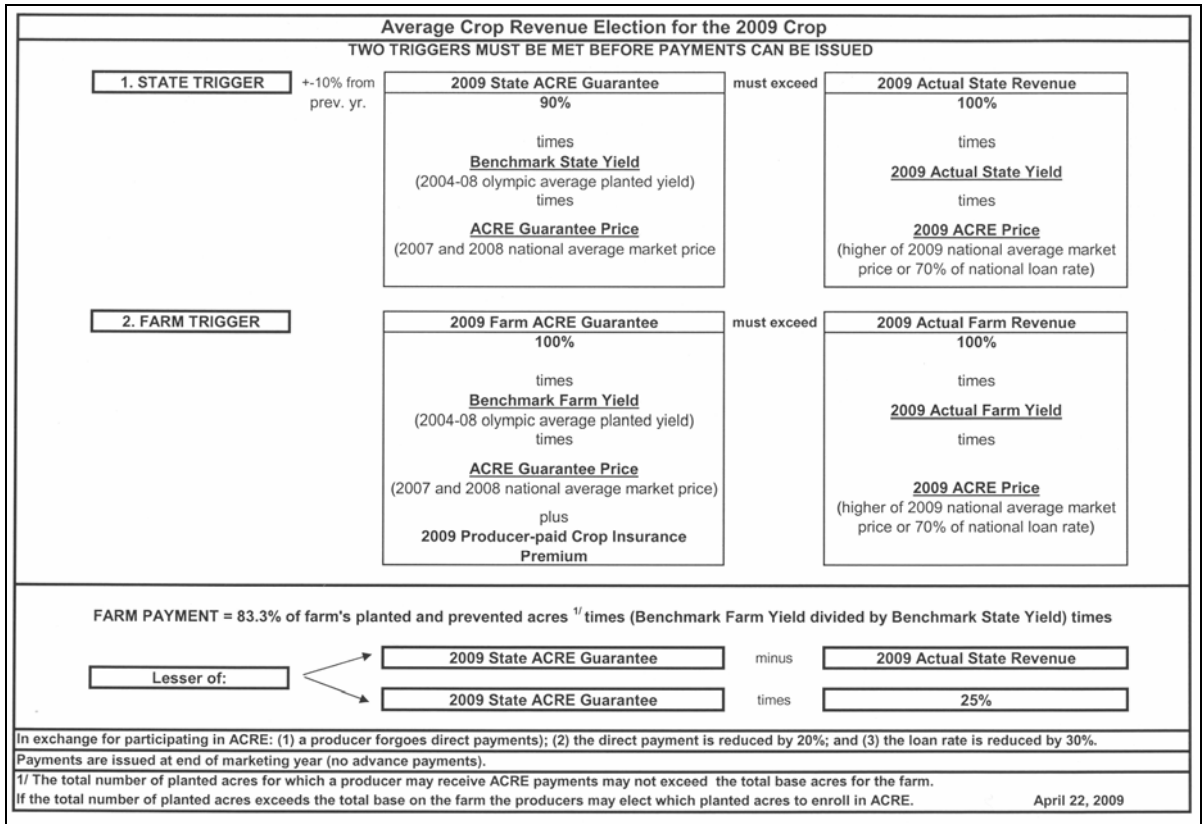 Average Crop Revenue Election for the 2009 Crop
TWO TRIGGERS MUST BE MET BEFORE PAYMENTS CAN BE ISSUED
1. STATE TRIGGER
+-10% from
prev. yr.
2009 State ACRE Guarantee
90%
times
Benchmark State Yield
(2004-08 olympic average planted yield)
times
ACRE Guarantee Price
(2007 and 2008 national average market price
must exceed
2009 Actual State Revenue
100%
times
2009 Actual State Yield
times
2009 ACRE Price
(higher of 2009 national average market
price or 70% of national loan rate)
2. FARM TRIGGER
2009 Farm ACRE Guarantee
100%
times
Benchmark Farm Yield
(2004-08 olympic average planted yield)
times
ACRE Guarantee Price
(2007 and 2008 national average market price)
plus
2009 Producer-paid Crop Insurance
Premium
must exceed
2009 Actual Farm Revenue
100%
times
2009 Actual Farm Yield
times
2009 ACRE Price
(higher of 2009 national average market
price or 70% of national loan rate)
FARM PAYMENT = 83.3% of farm's planted and prevented acres 1/ times (Benchmark Farm Yield divided by Benchmark State Yield) times
Lesser of:
2009 State ACRE Guarantee minus 2009 Actual State Revenue
2009 State ACRE Guarantee times 25%
In exchange for participating in ACRE: (1) a producer forgoes direct payments); (2) the direct payment is reduced by 20%; and (3) the loan rate is reduced by 30%.
Payments are issued at end of marketing year (no advance payments).
1/ The total number of planted acres for which a producer may receive ACRE payments may not exceed the total base acres for the farm.
If the total number of planted acres exceeds the total base on the farm the producers may elect which planted acres to enroll in ACRE. April 22, 2009